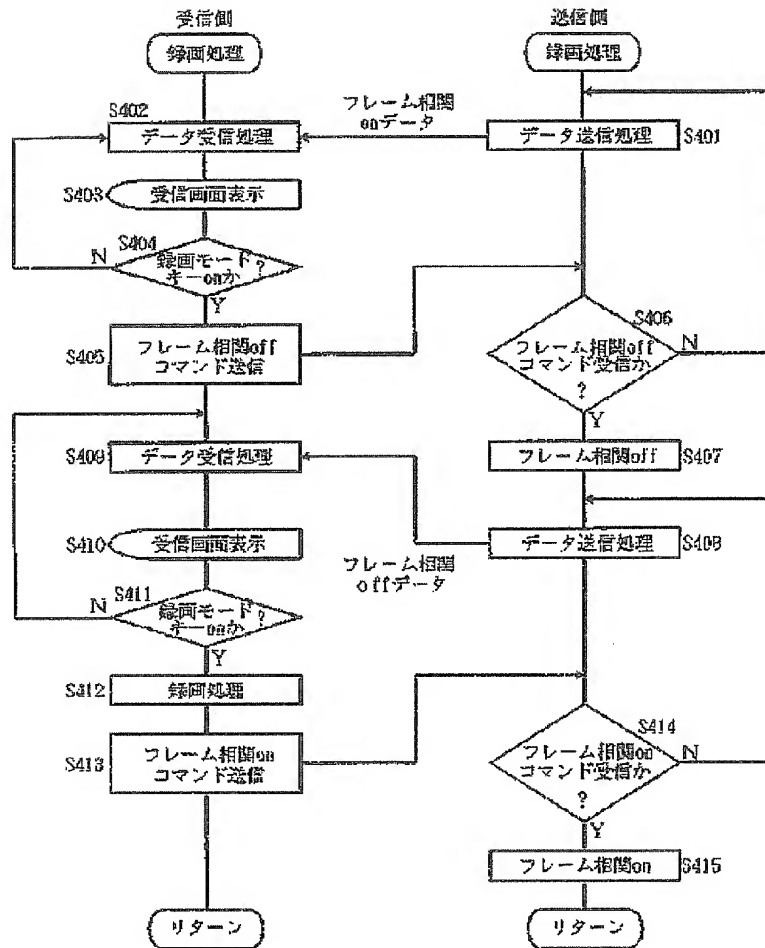 受信側
送信側
録画処理
録画処理
S402
フレーム相関
onデータ
データ受信処理
データ送信処理
S401
S403
受信画面表示
S404
N
録画モード
キーonか
?
Y
S405
フレーム相関off
コマンド送信
S406
フレーム相関off
コマンド受信か
?
N
Y
S409
データ受信処理
フレーム相関off
S407
S410
受信画面表示
データ送信処理
S408
フレーム相関
offデータ
S411
N
録画モード
キーonか
?
Y
S412
録画処理
S413
フレーム相関on
コマンド送信
S414
フレーム相関on
コマンド受信か
?
N
Y
フレーム相関on
S415
リターン
リターン